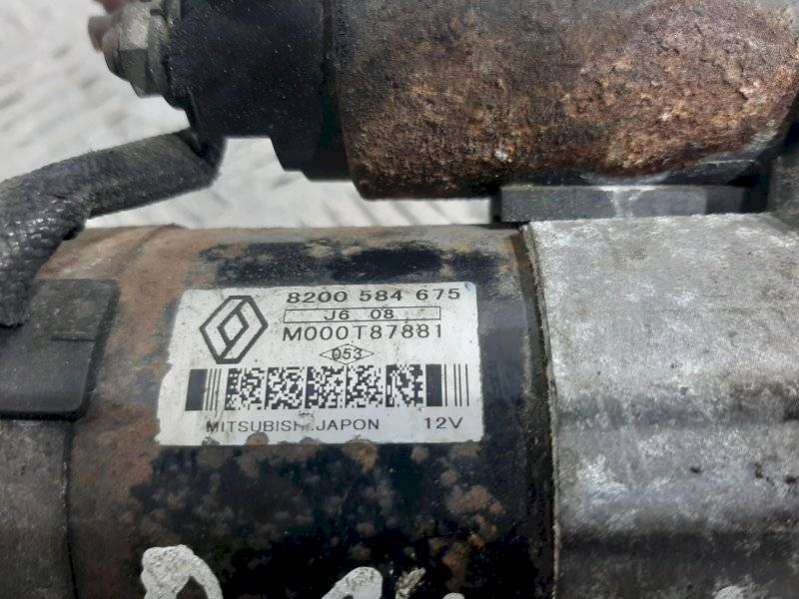 8200 584 675
J6 08
M000T87881
053
MITSUBISHI.JAPON 12V